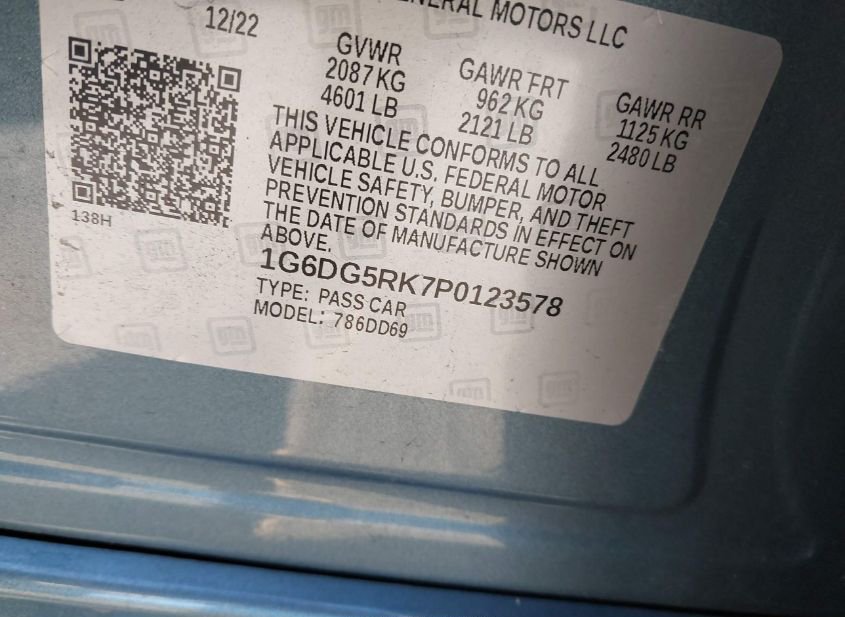 GENERAL MOTORS LLC
12/22
GVWR
2087 KG
4601 LB
GAWR FRT
962 KG
2121 LB
GAWR RR
1125 KG
2480 LB
THIS VEHICLE CONFORMS TO ALL
APPLICABLE U.S. FEDERAL MOTOR
VEHICLE SAFETY, BUMPER, AND THEFT
PREVENTION STANDARDS IN EFFECT ON
THE DATE OF MANUFACTURE SHOWN
ABOVE.
138H
1G6DG5RK7P0123578
TYPE: PASS CAR
MODEL: 786DD69